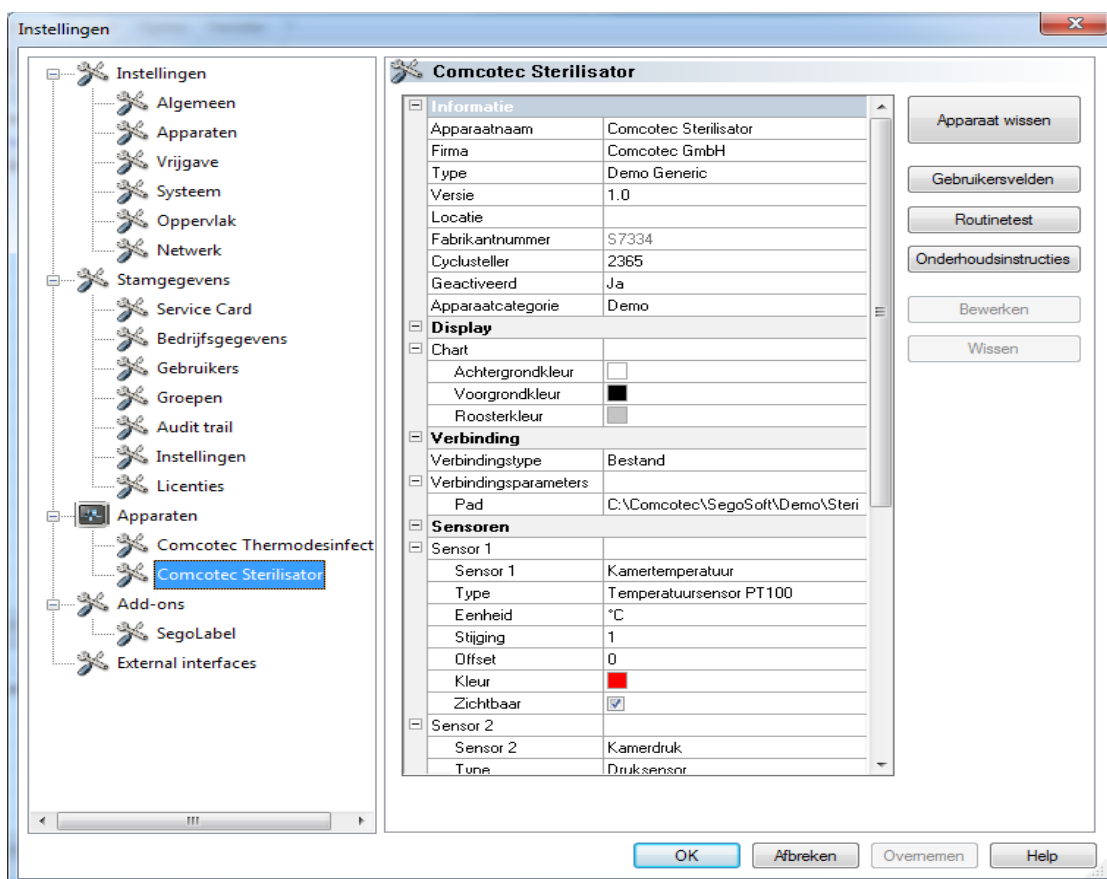 Instellingen
Instellingen
Algemeen
Apparaten
Vrijgave
Systeem
Oppervlak
Netwerk
Stamgegevens
Service Card
Bedrijfsgegevens
Gebruikers
Groepen
Audit trail
Instellingen
Licenties
Apparaten
Comcotec Thermodesinfect
Comcotec Sterilisator
Add-ons
SegoLabel
External interfaces
Comcotec Sterilisator
Informatie
Apparaatnaam Comcotec Sterilisator
Firma Comcotec GmbH
Type Demo Generic
Versie 1.0
Locatie
Fabrikantnummer S7334
Cyclusteller 2365
Geactiveerd Ja
Apparaatcategorie Demo
Display
Chart
Achtergrondkleur
Voorgrondkleur
Roosterkleur
Verbinding
Verbindingstype Bestand
Verbindingsparameters
Pad C:\Comcotec\SegoSoft\Demo\Steri
Sensoren
Sensor 1
Sensor 1 Kamertemperatuur
Type Temperatuursensor PT100
Eenheid °C
Stijging 1
Offset 0
Kleur
Zichtbaar
Sensor 2
Sensor 2 Kamerdruk
Type Druksensor
Apparaat wissen
Gebruikersvelden
Routinetest
Onderhoudsinstructies
Bewerken
Wissen
OK Afbreken Overnemen Help